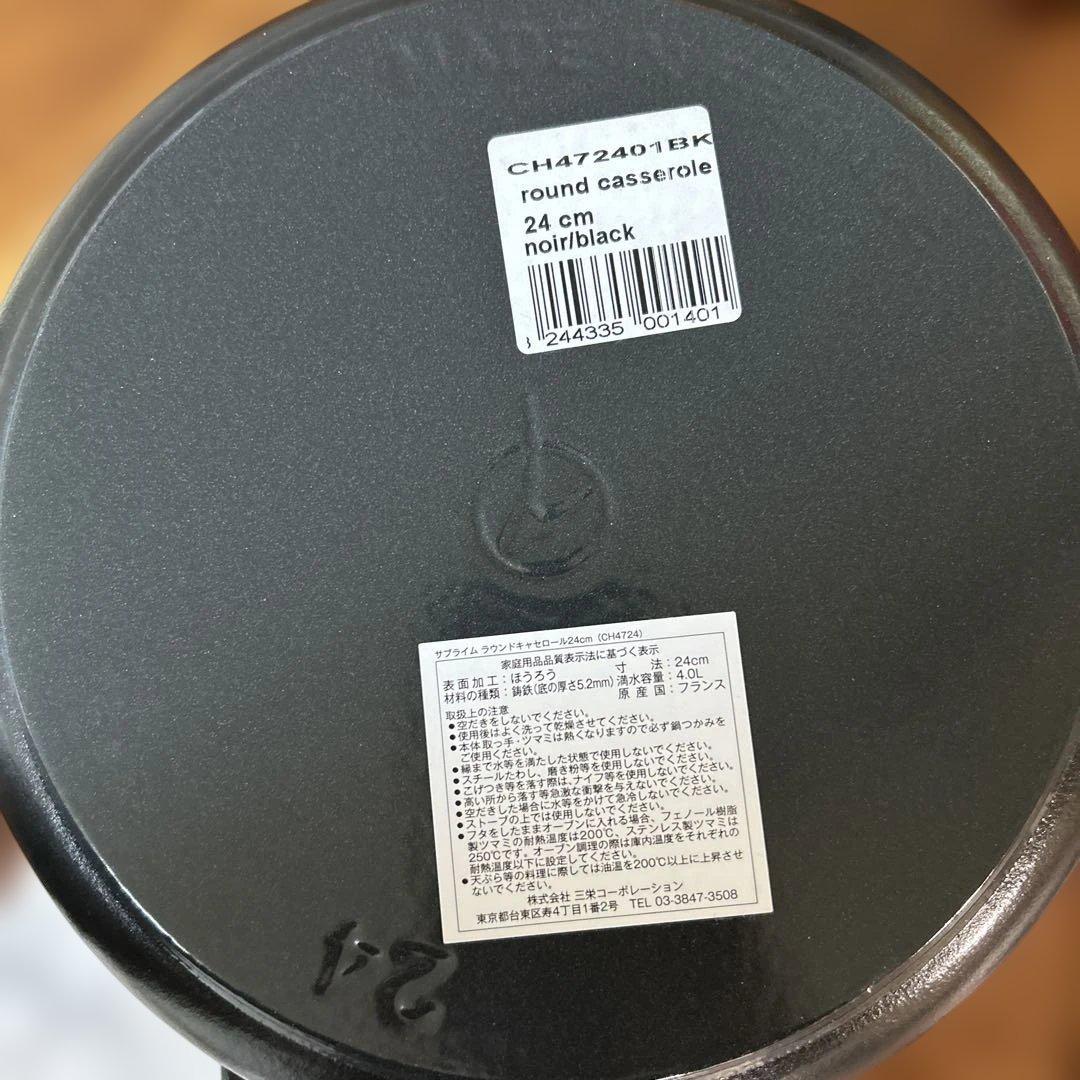 MADE IN
CH472401BK
round casserole
24 cm
noir/black
244335 001401
サブライム ラウンドキャセロール24cm (CH4724)
家庭用品品質表示法に基づく表示
表面加工:ほうろう 寸 法:24cm
材料の種類:鋳鉄(底の厚さ5.2mm) 満水容量:4.0L
原産国:フランス
取扱上の注意
●空だきをしないでください。
●使用後はよく洗って乾燥させてください。
●本体取っ手・ツマミは熱くなりますので必ず鍋つかみを
ご使用ください。
●縁まで水等を満たした状態で使用しないでください。
●スチールたわし、磨き粉等を使用しないでください。
●こげつき等を落す際は、ナイフ等を使用しないでください。
●高い所から落す等急激な衝撃を与えないでください。
●空だきした場合に水等をかけて急冷しないでください。
●ストーブの上では使用しないでください。
●フタをしたままオーブンに入れる場合、フェノール樹脂
製ツマミの耐熱温度は200℃、ステンレス製ツマミは
250℃です。オーブン調理の際は庫内温度をそれぞれの
耐熱温度以下に設定してください。
●天ぷら等の料理に際しては油温を200℃以上に上昇させ
ないでください。
株式会社 三栄コーポレーション
東京都台東区寿4丁目1番2号 TEL 03-3847-3508
24